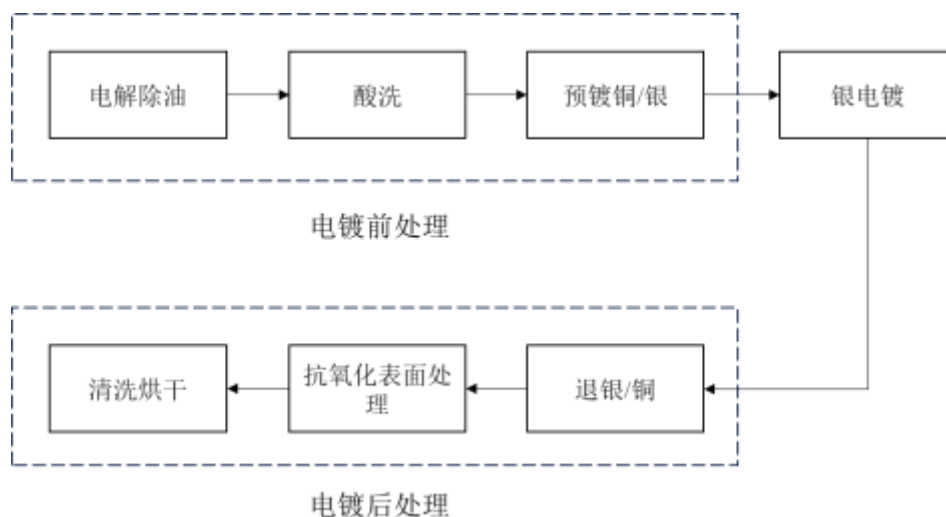 电解除油
酸洗
预镀铜/银
银电镀
电镀前处理
清洗烘干
抗氧化表面处
理
退银/铜
电镀后处理